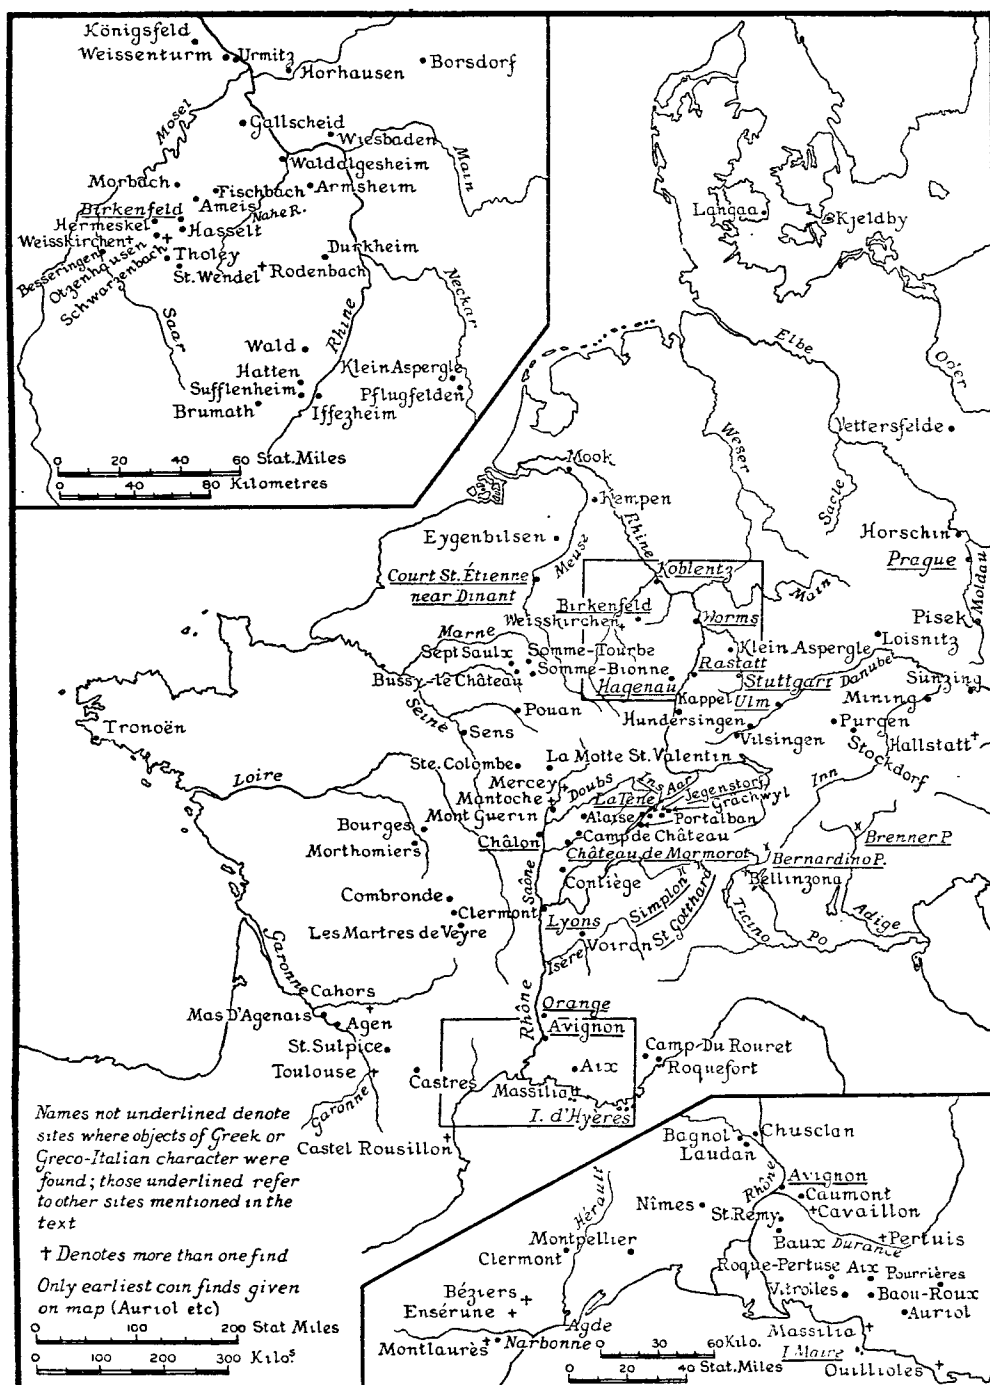 Königsfeld
Weissenturm
Urmitz
Horhausen
Borsdorf
Mosel
Gallscheid
Wiesbaden
Main
Waldalgesheim
Morbach
Fischbach
Armsheim
Ameis
Birkenfeld
Nahe R.
Hermeskel
Hasselt
Weisskirchen
Besseringen
Otzenhausen
Schwarzenbach
Tholey
St. Wendel
Rodenbach
Durkheim
Neckar
Saar
Rhine
Wald
Hatten
Klein Aspergle
Sufflenheim
Pflugfelden
Brumath
Iffezheim
0 20 40 60 Stat. Miles
0 40 80 Kilometres
Langaa
Kjeldby
Elbe
Oder
Vettersfelde
Weser
Saale
Mook
Kempen
Rhine
Horschin
Eygenbilsen
Meuse
Prague
Moldau
Court St. Étienne
near Dinant
Koblentz
Main
Birkenfeld
Weisskirchen
Worms
Pisek
Marne
Loisnitz
Sept Saulx
Somme-Tourbe
Klein Aspergle
Somme-Bionne
Rastatt
Bussy-le Château
Hagenau
Stuttgart
Danube
Sünzing
Seine
Pouan
Kappel
Ulm
Mining
Tronoën
Sens
Hundersingen
Purgen
Vilsingen
Hallstatt
Stockdorf
Loire
Ste. Colombe
La Motte St. Valentin
Mercey
Doubs
Ins
Aar
Jegenstorf
Inn
Mantoche
La Tène
Grächwyl
Mont Guerin
Alaise
Portalban
Bourges
Châlon
Camp de Château
Brenner P
Morthomiers
Château de Mormorot
Bernardino P.
Saône
Contiège
Bellinzona
Combronde
Simplon
St Gotthard
Clermont
Lyons
Ticino
Adige
Les Martres de Veyre
Voiron
Po
Isère
Garonne
Cahors
Rhône
Orange
Mas D'Agenais
Agen
Avignon
St. Sulpice
Camp-Du Rouret
Toulouse
Castres
Aix
Roquefort
Massilia
Garonne
I. d'Hyères
Castel Rousillon
Names not underlined denote
sites where objects of Greek or
Greco-Italian character were
found; those underlined refer
to other sites mentioned in the
text
† Denotes more than one find
Only earliest coin finds given
on map (Auriol etc)
0 100 200 Stat Miles
0 100 200 300 Kilos.
Bagnol
Chusclan
Laudan
Rhône
Avignon
Hérault
Nîmes
Caumont
St. Rémy
Cavaillon
Montpellier
Baux
Durance
Pertuis
Clermont
Roque-Pertuse
Aix
Pourrières
Béziers
Vitrolles
Baou-Roux
Ensérune
Auriol
Agde
Massilia
Montlaurès
Narbonne
I. Maire
Ouillioles
0 30 60 Kilo.
0 20 40 Stat. Miles